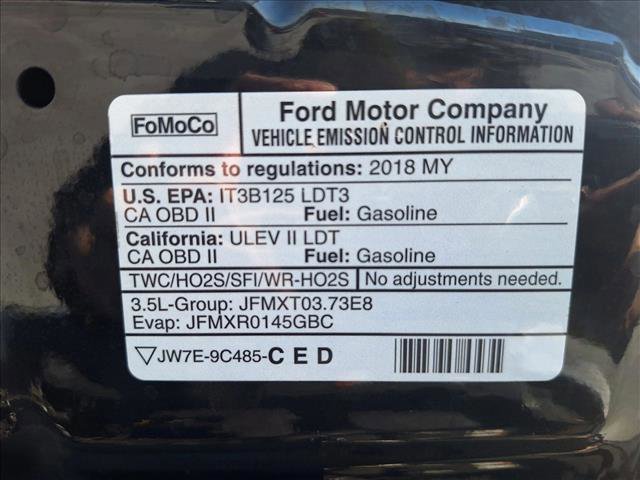 FoMoCo
Ford Motor Company
VEHICLE EMISSION CONTROL INFORMATION
Conforms to regulations: 2018 MY
U.S. EPA: IT3B125 LDT3
CA OBD II Fuel: Gasoline
California: ULEV II LDT
CA OBD II Fuel: Gasoline
TWC/HO2S/SFI/WR-HO2S No adjustments needed.
3.5L-Group: JFMXT03.73E8
Evap: JFMXR0145GBC
JW7E-9C485-C E D